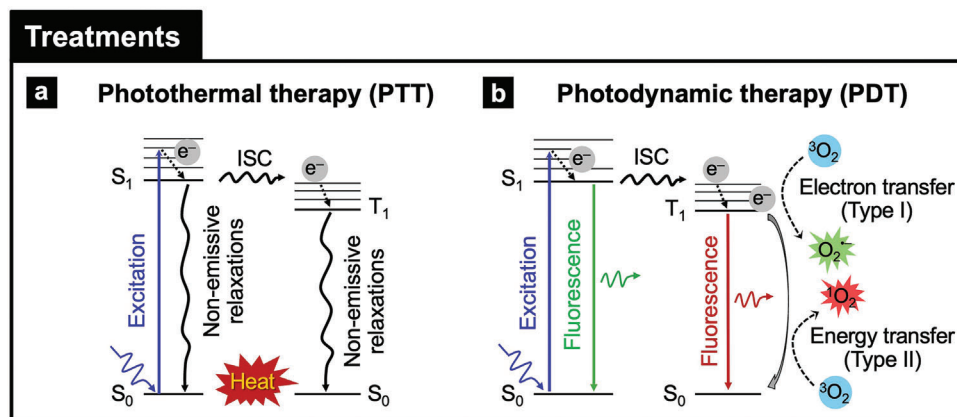 Treatments
a Photothermal therapy (PTT)
e⁻
ISC
e⁻
S₁
T₁
Excitation
Non-emissive
relaxations
Non-emissive
relaxations
Heat
S₀
S₀
b Photodynamic therapy (PDT)
e⁻
ISC
e⁻
e⁻
³O₂
S₁
T₁
Electron transfer
(Type I)
O₂•⁻
¹O₂
Excitation
Fluorescence
Fluorescence
Energy transfer
(Type II)
³O₂
S₀
S₀